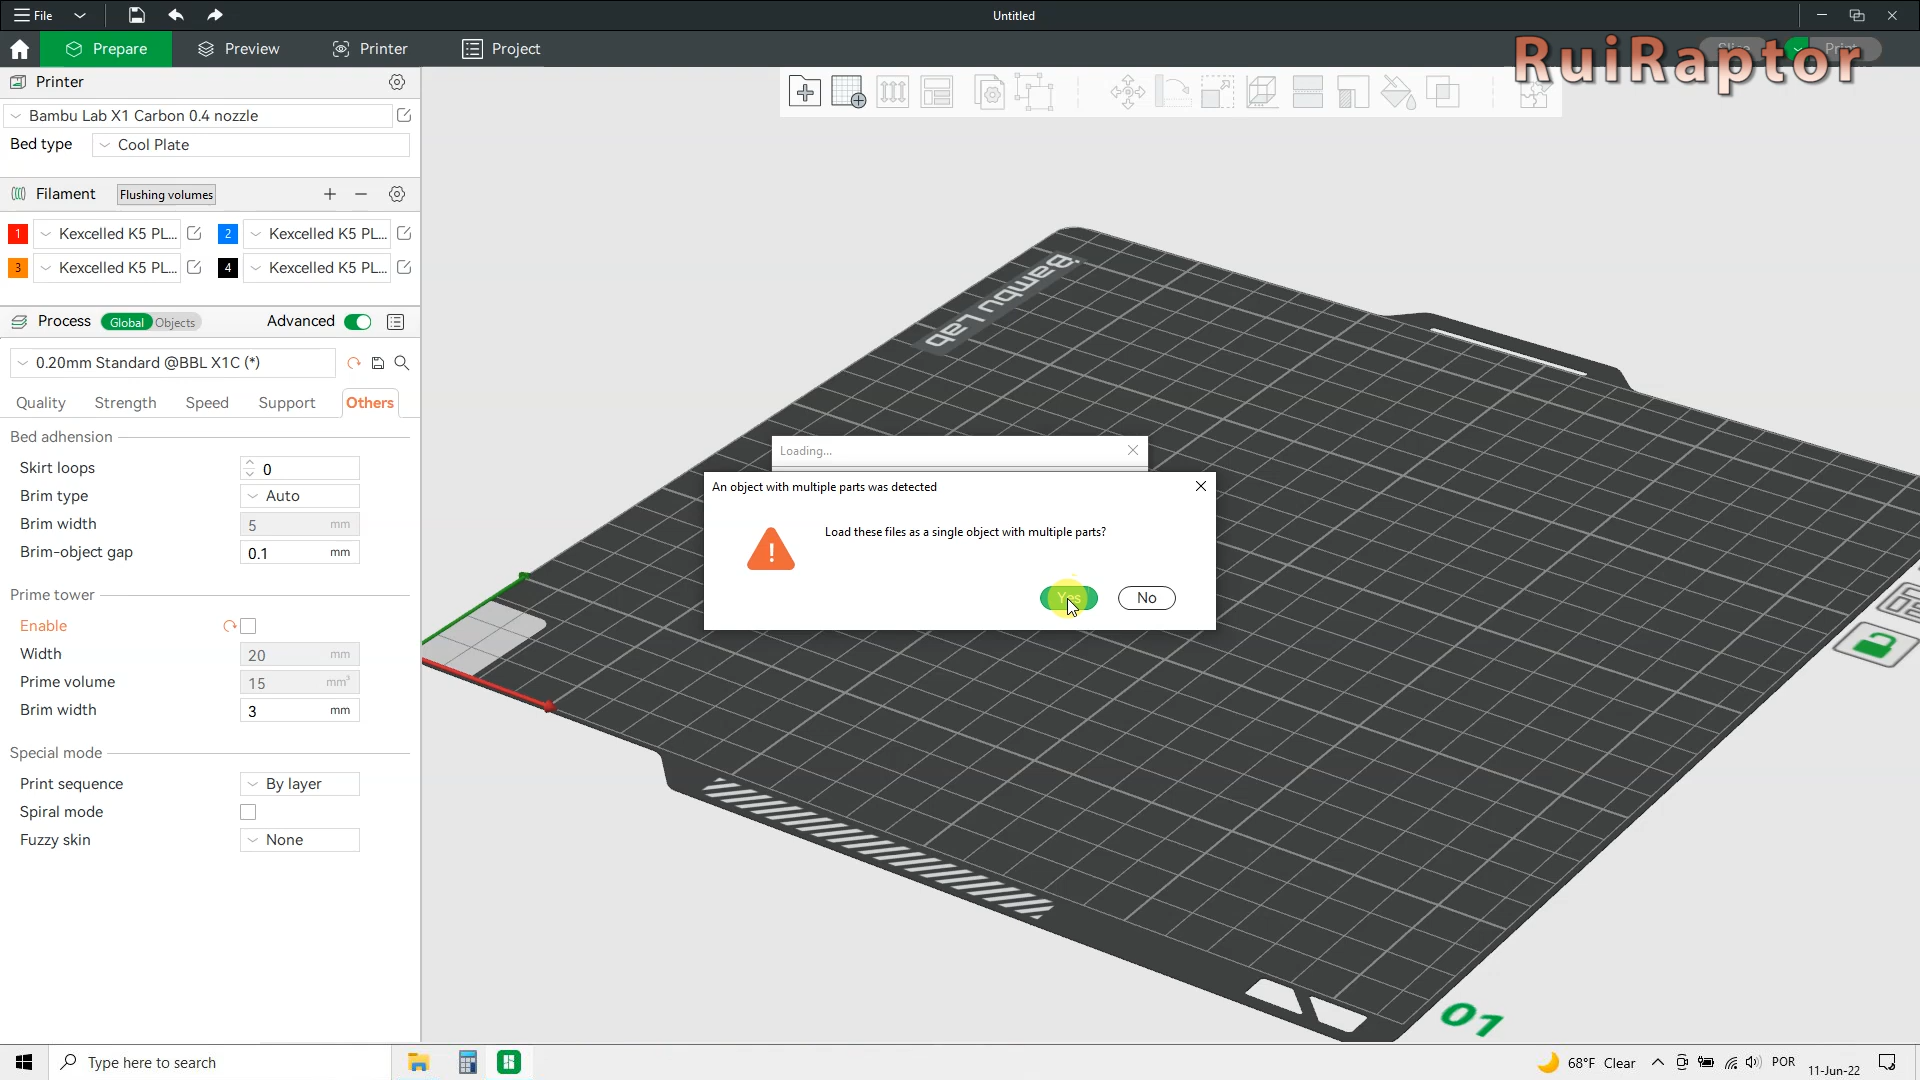 File
Untitled
Prepare
Preview
Printer
Project
Slice
Print
RuiRaptor
Printer
Bambu Lab X1 Carbon 0.4 nozzle
Bed type
Cool Plate
Filament
Flushing volumes
1
Kexcelled K5 PL...
2
Kexcelled K5 PL...
3
Kexcelled K5 PL...
4
Kexcelled K5 PL...
Process
Global
Objects
Advanced
0.20mm Standard @BBL X1C (*)
Quality
Strength
Speed
Support
Others
Bed adhension
Skirt loops
0
Brim type
Auto
Brim width
5 mm
Brim-object gap
0.1 mm
Prime tower
Enable
Width
20 mm
Prime volume
15 mm³
Brim width
3 mm
Special mode
Print sequence
By layer
Spiral mode
Fuzzy skin
None
Bambu Lab
Loading...
An object with multiple parts was detected
Load these files as a single object with multiple parts?
Yes
No
01
Type here to search
68°F Clear
POR
11-Jun-22